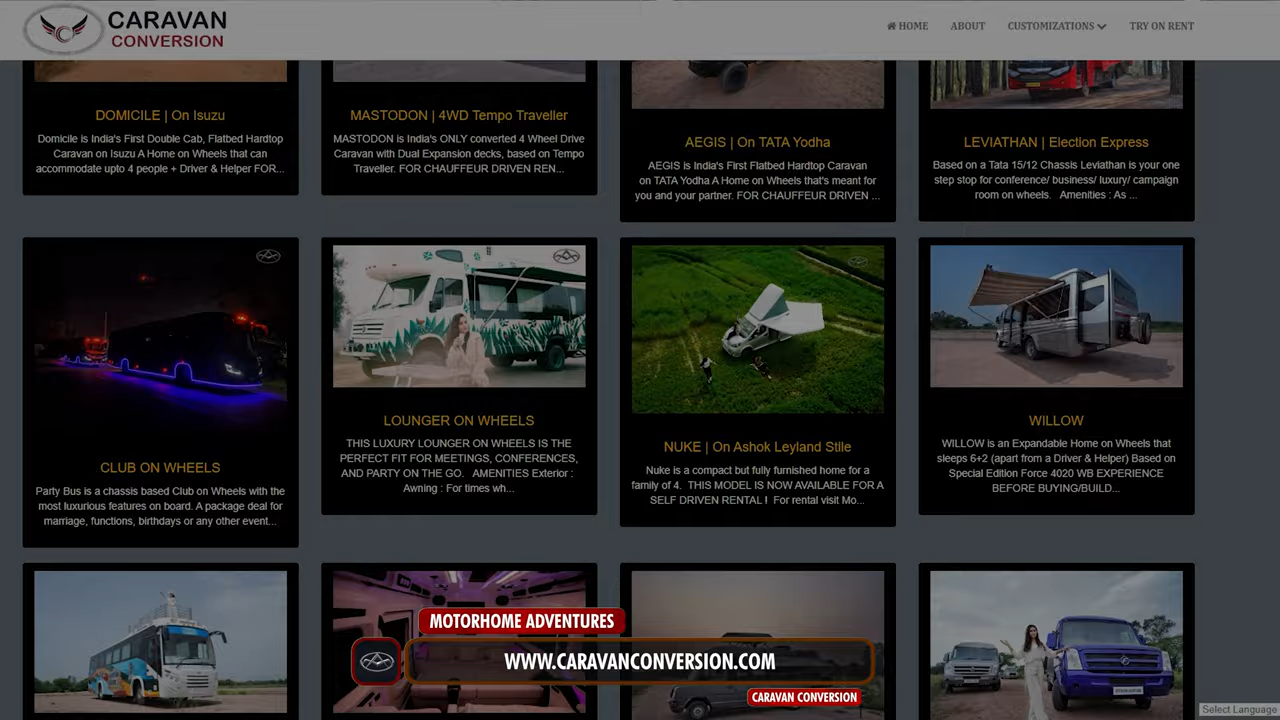 CARAVAN
CONVERSION
HOME
ABOUT
CUSTOMIZATIONS
TRY ON RENT
DOMICILE | On Isuzu
Domicile is India's First Double Cab, Flatbed Hardtop
Caravan on Isuzu A Home on Wheels that can
accommodate upto 4 people + Driver & Helper FOR...
MASTODON | 4WD Tempo Traveller
MASTODON is India's ONLY converted 4 Wheel Drive
Caravan with Dual Expansion decks, based on Tempo
Traveller. FOR CHAUFFEUR DRIVEN REN...
AEGIS | On TATA Yodha
AEGIS is India's First Flatbed Hardtop Caravan
on TATA Yodha A Home on Wheels that's meant for
you and your partner. FOR CHAUFFEUR DRIVEN ...
LEVIATHAN | Election Express
Based on a Tata 15/12 Chassis Leviathan is your one
step stop for conference/ business/ luxury/ campaign
room on wheels. Amenities : As ...
CLUB ON WHEELS
Party Bus is a chassis based Club on Wheels with the
most luxurious features on board. A package deal for
marriage, functions, birthdays or any other event...
LOUNGER ON WHEELS
THIS LUXURY LOUNGER ON WHEELS IS THE
PERFECT FIT FOR MEETINGS, CONFERENCES,
AND PARTY ON THE GO. AMENITIES Exterior :
Awning : For times wh...
NUKE | On Ashok Leyland Stile
Nuke is a compact but fully furnished home for a
family of 4. THIS MODEL IS NOW AVAILABLE FOR A
SELF DRIVEN RENTAL ! For rental visit Mo...
WILLOW
WILLOW is an Expandable Home on Wheels that
sleeps 6+2 (apart from a Driver & Helper) Based on
Special Edition Force 4020 WB EXPERIENCE
BEFORE BUYING/BUILD...
MOTORHOME ADVENTURES
WWW.CARAVANCONVERSION.COM
CARAVAN CONVERSION
Select Language